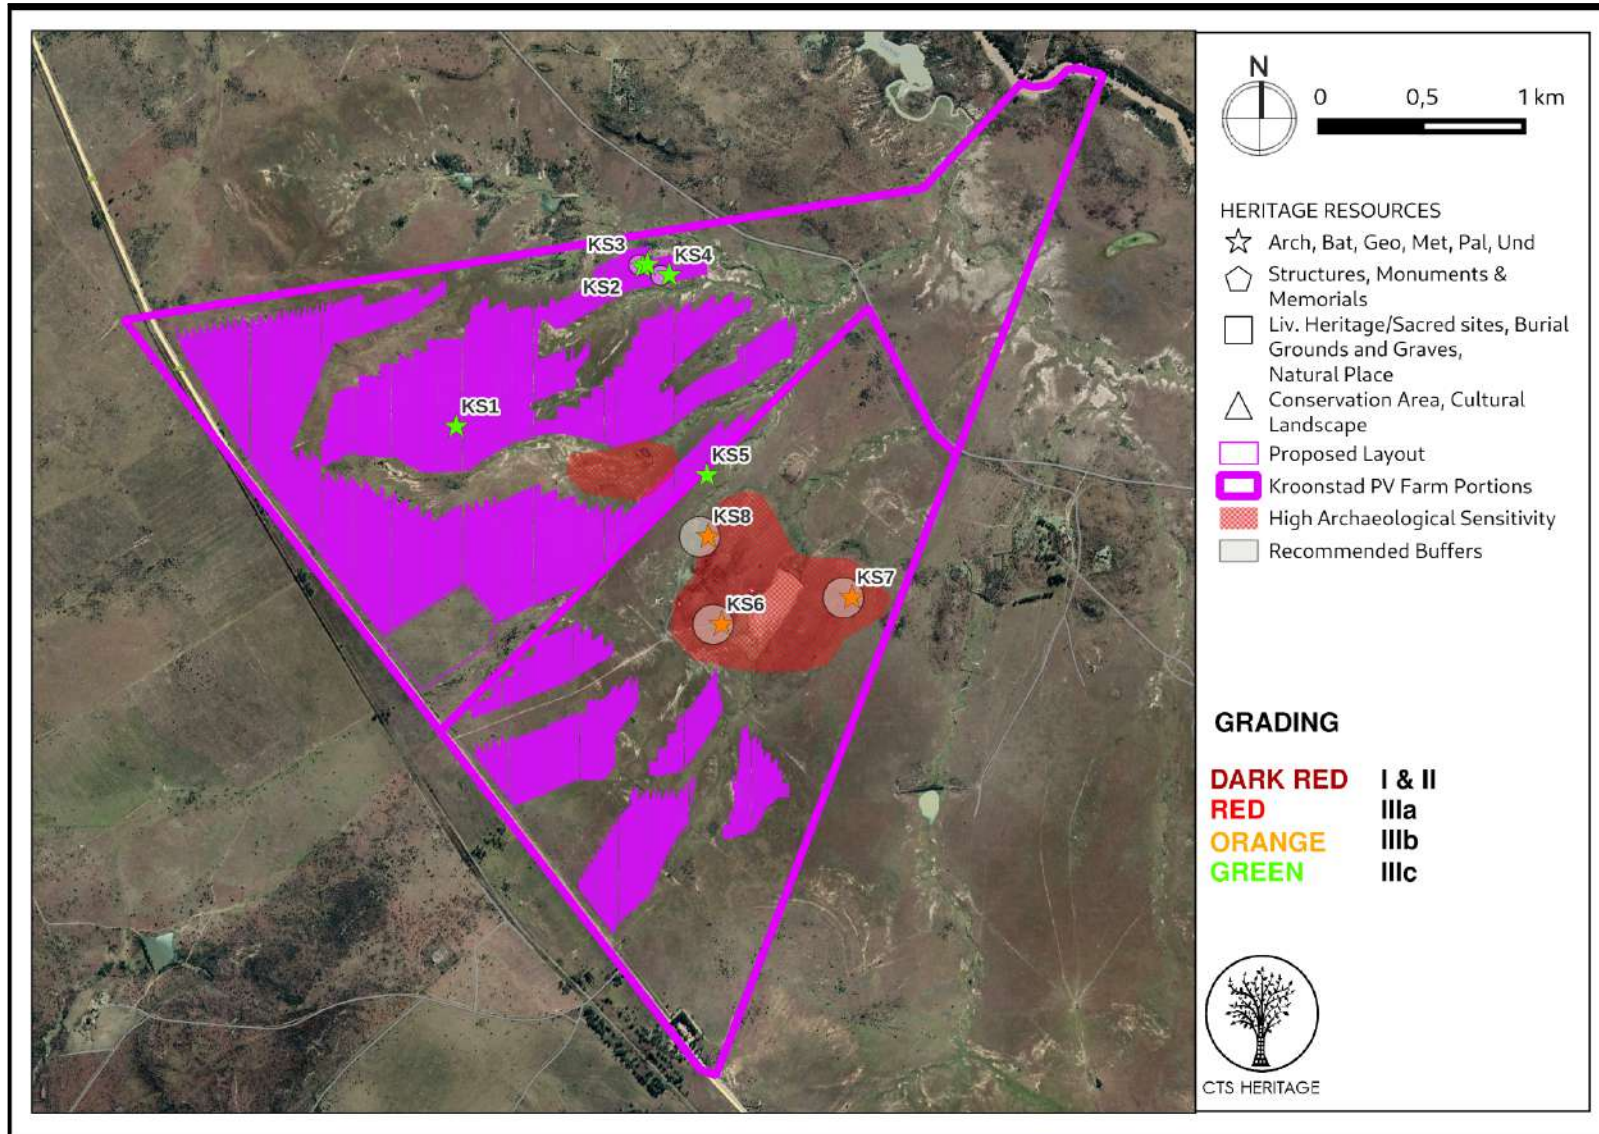 KS3
KS4
KS2
KS1
KS5
KS8
KS7
KS6
N
0 0,5 1 km
HERITAGE RESOURCES
Arch, Bat, Geo, Met, Pal, Und
Structures, Monuments &
Memorials
Liv. Heritage/Sacred sites, Burial
Grounds and Graves,
Natural Place
Conservation Area, Cultural
Landscape
Proposed Layout
Kroonstad PV Farm Portions
High Archaeological Sensitivity
Recommended Buffers
GRADING
DARK RED I & II
RED IIIa
ORANGE IIIb
GREEN IIIc
CTS HERITAGE